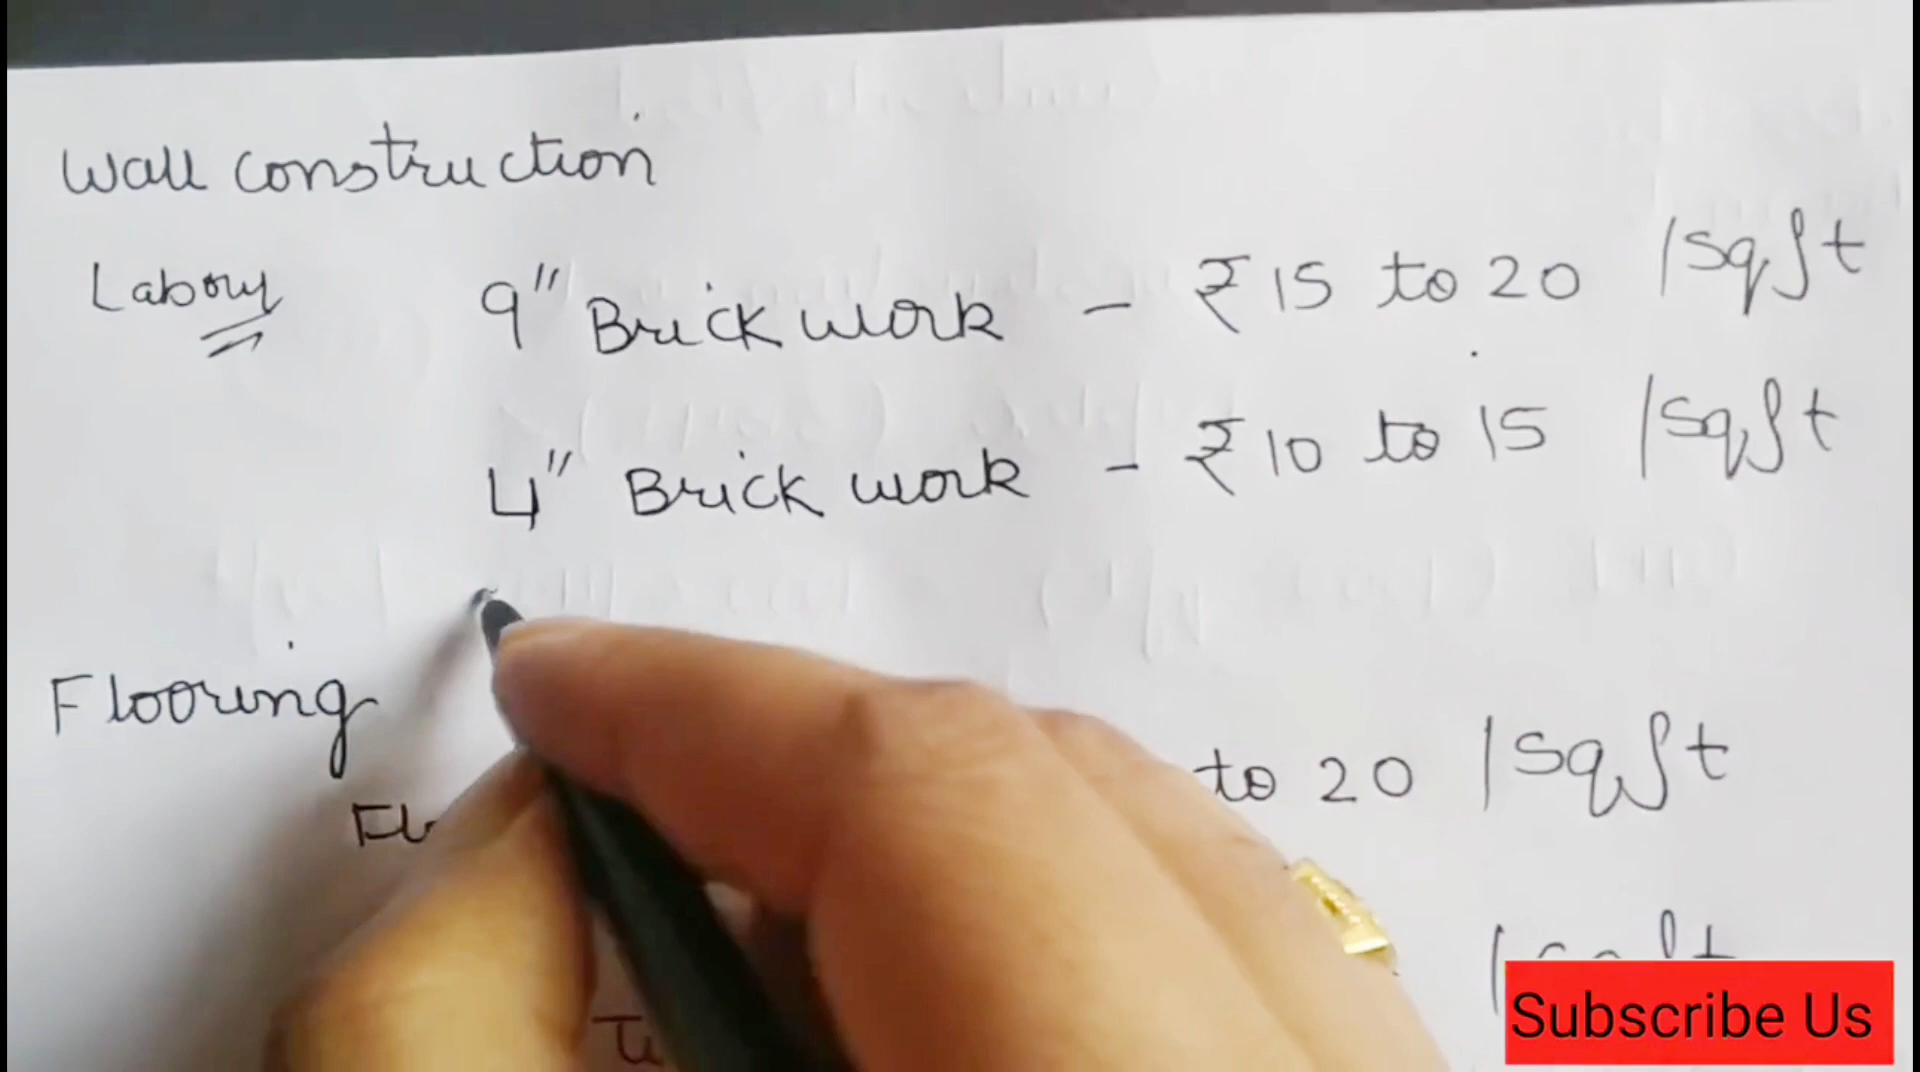 Wall construction
Labour 9" Brick work - ₹ 15 to 20 /Sqft
4" Brick work - ₹ 10 to 15 /Sqft
Flooring
to 20 /Sqft
Subscribe Us